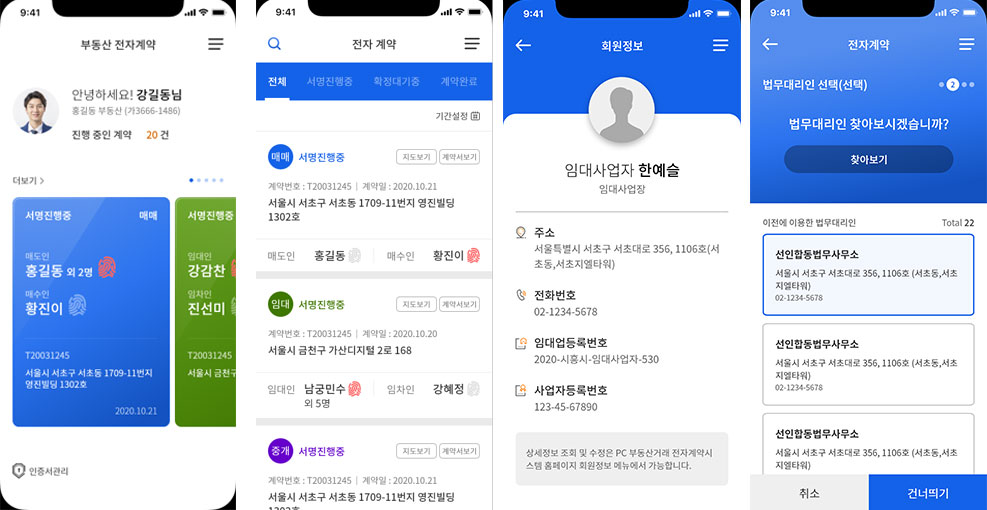 9:41
부동산 전자계약
안녕하세요! 강길동님
홍길동 부동산 (가3666-1486)
진행 중인 계약 20 건
더보기 >
서명진행중 매매
매도인
홍길동 외 2명
매수인
황진이
T20031245
서울시 서초구 서초동 1709-11번지
영진빌딩 1302호
2020.10.21
서명진행중
임대인
강감찬
임차인
진선미
T20031245
서울시 금천구
인증서관리
9:41
전자 계약
전체 서명진행중 확정대기중 계약완료
기간설정
매매 서명진행중 지도보기 계약서보기
계약번호 : T20031245 | 계약일 : 2020.10.21
서울시 서초구 서초동 1709-11번지 영진빌딩
1302호
매도인 홍길동 매수인 황진이
임대 서명진행중 지도보기 계약서보기
계약번호 : T20031245 | 계약일 : 2020.10.20
서울시 금천구 가산디지털 2로 168
임대인 남궁민수 임차인 강혜정
외 5명
중개 서명진행중 지도보기 계약서보기
계약번호 : T20031245 | 계약일 : 2020.10.21
서울시 서초구 서초동 1709-11번지 영진빌딩
1302호
9:41
회원정보
임대사업자 한예슬
임대사업장
주소
서울특별시 서초구 서초대로 356, 1106호(서
초동,서초지엘타워)
전화번호
02-1234-5678
임대업등록번호
2020-시흥시-임대사업자-530
사업자등록번호
123-45-67890
상세정보 조회 및 수정은 PC 부동산거래 전자계약시
스템 홈페이지 회원정보 메뉴에서 가능합니다.
9:41
전자계약
법무대리인 선택(선택) 2
법무대리인 찾아보시겠습니까?
찾아보기
이전에 이용한 법무대리인 Total 22
선인합동법무사무소
서울시 서초구 서초대로 356, 1106호 (서초동,서초
지엘타워)
02-1234-5678
선인합동법무사무소
서울시 서초구 서초대로 356, 1106호 (서초동,서초
지엘타워)
02-1234-5678
선인합동법무사무소
서울시 서초구 서초대로 356, 1106호 (서초동,서초
지엘타워)
취소 건너띄기